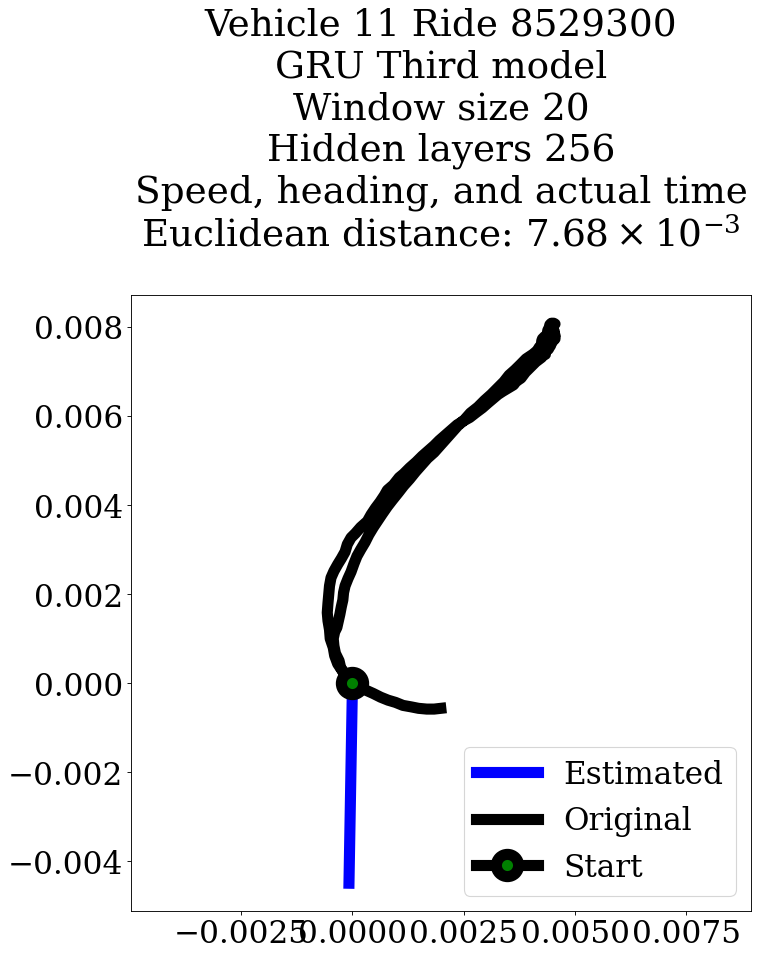 Vehicle 11 Ride 8529300
GRU Third model
Window size 20
Hidden layers 256
Speed, heading, and actual time
Euclidean distance: 7.68 × 10⁻³
0.008
0.006
0.004
0.002
0.000
−0.002
−0.004
Estimated
Original
Start
−0.0025 0.0000 0.0025 0.0050 0.0075